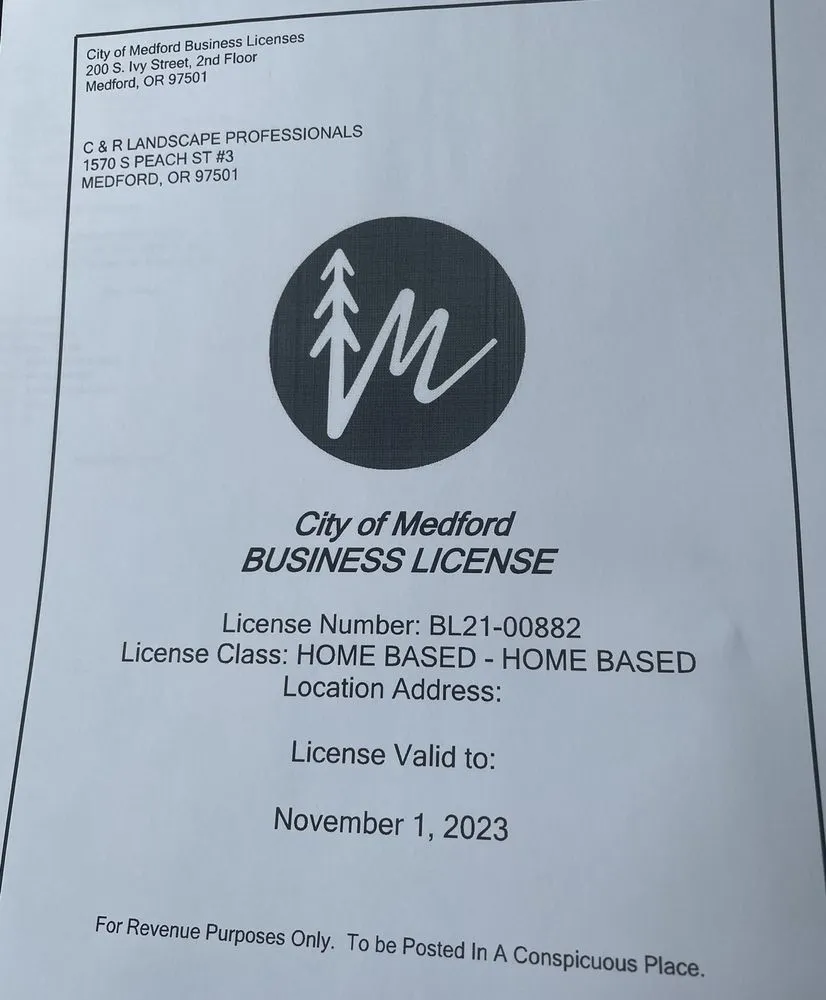 City of Medford Business Licenses
200 S. Ivy Street, 2nd Floor
Medford, OR 97501
C & R LANDSCAPE PROFESSIONALS
1570 S PEACH ST #3
MEDFORD, OR 97501
City of Medford
BUSINESS LICENSE
License Number: BL21-00882
License Class: HOME BASED - HOME BASED
Location Address:
License Valid to:
November 1, 2023
For Revenue Purposes Only. To be Posted In A Conspicuous Place.